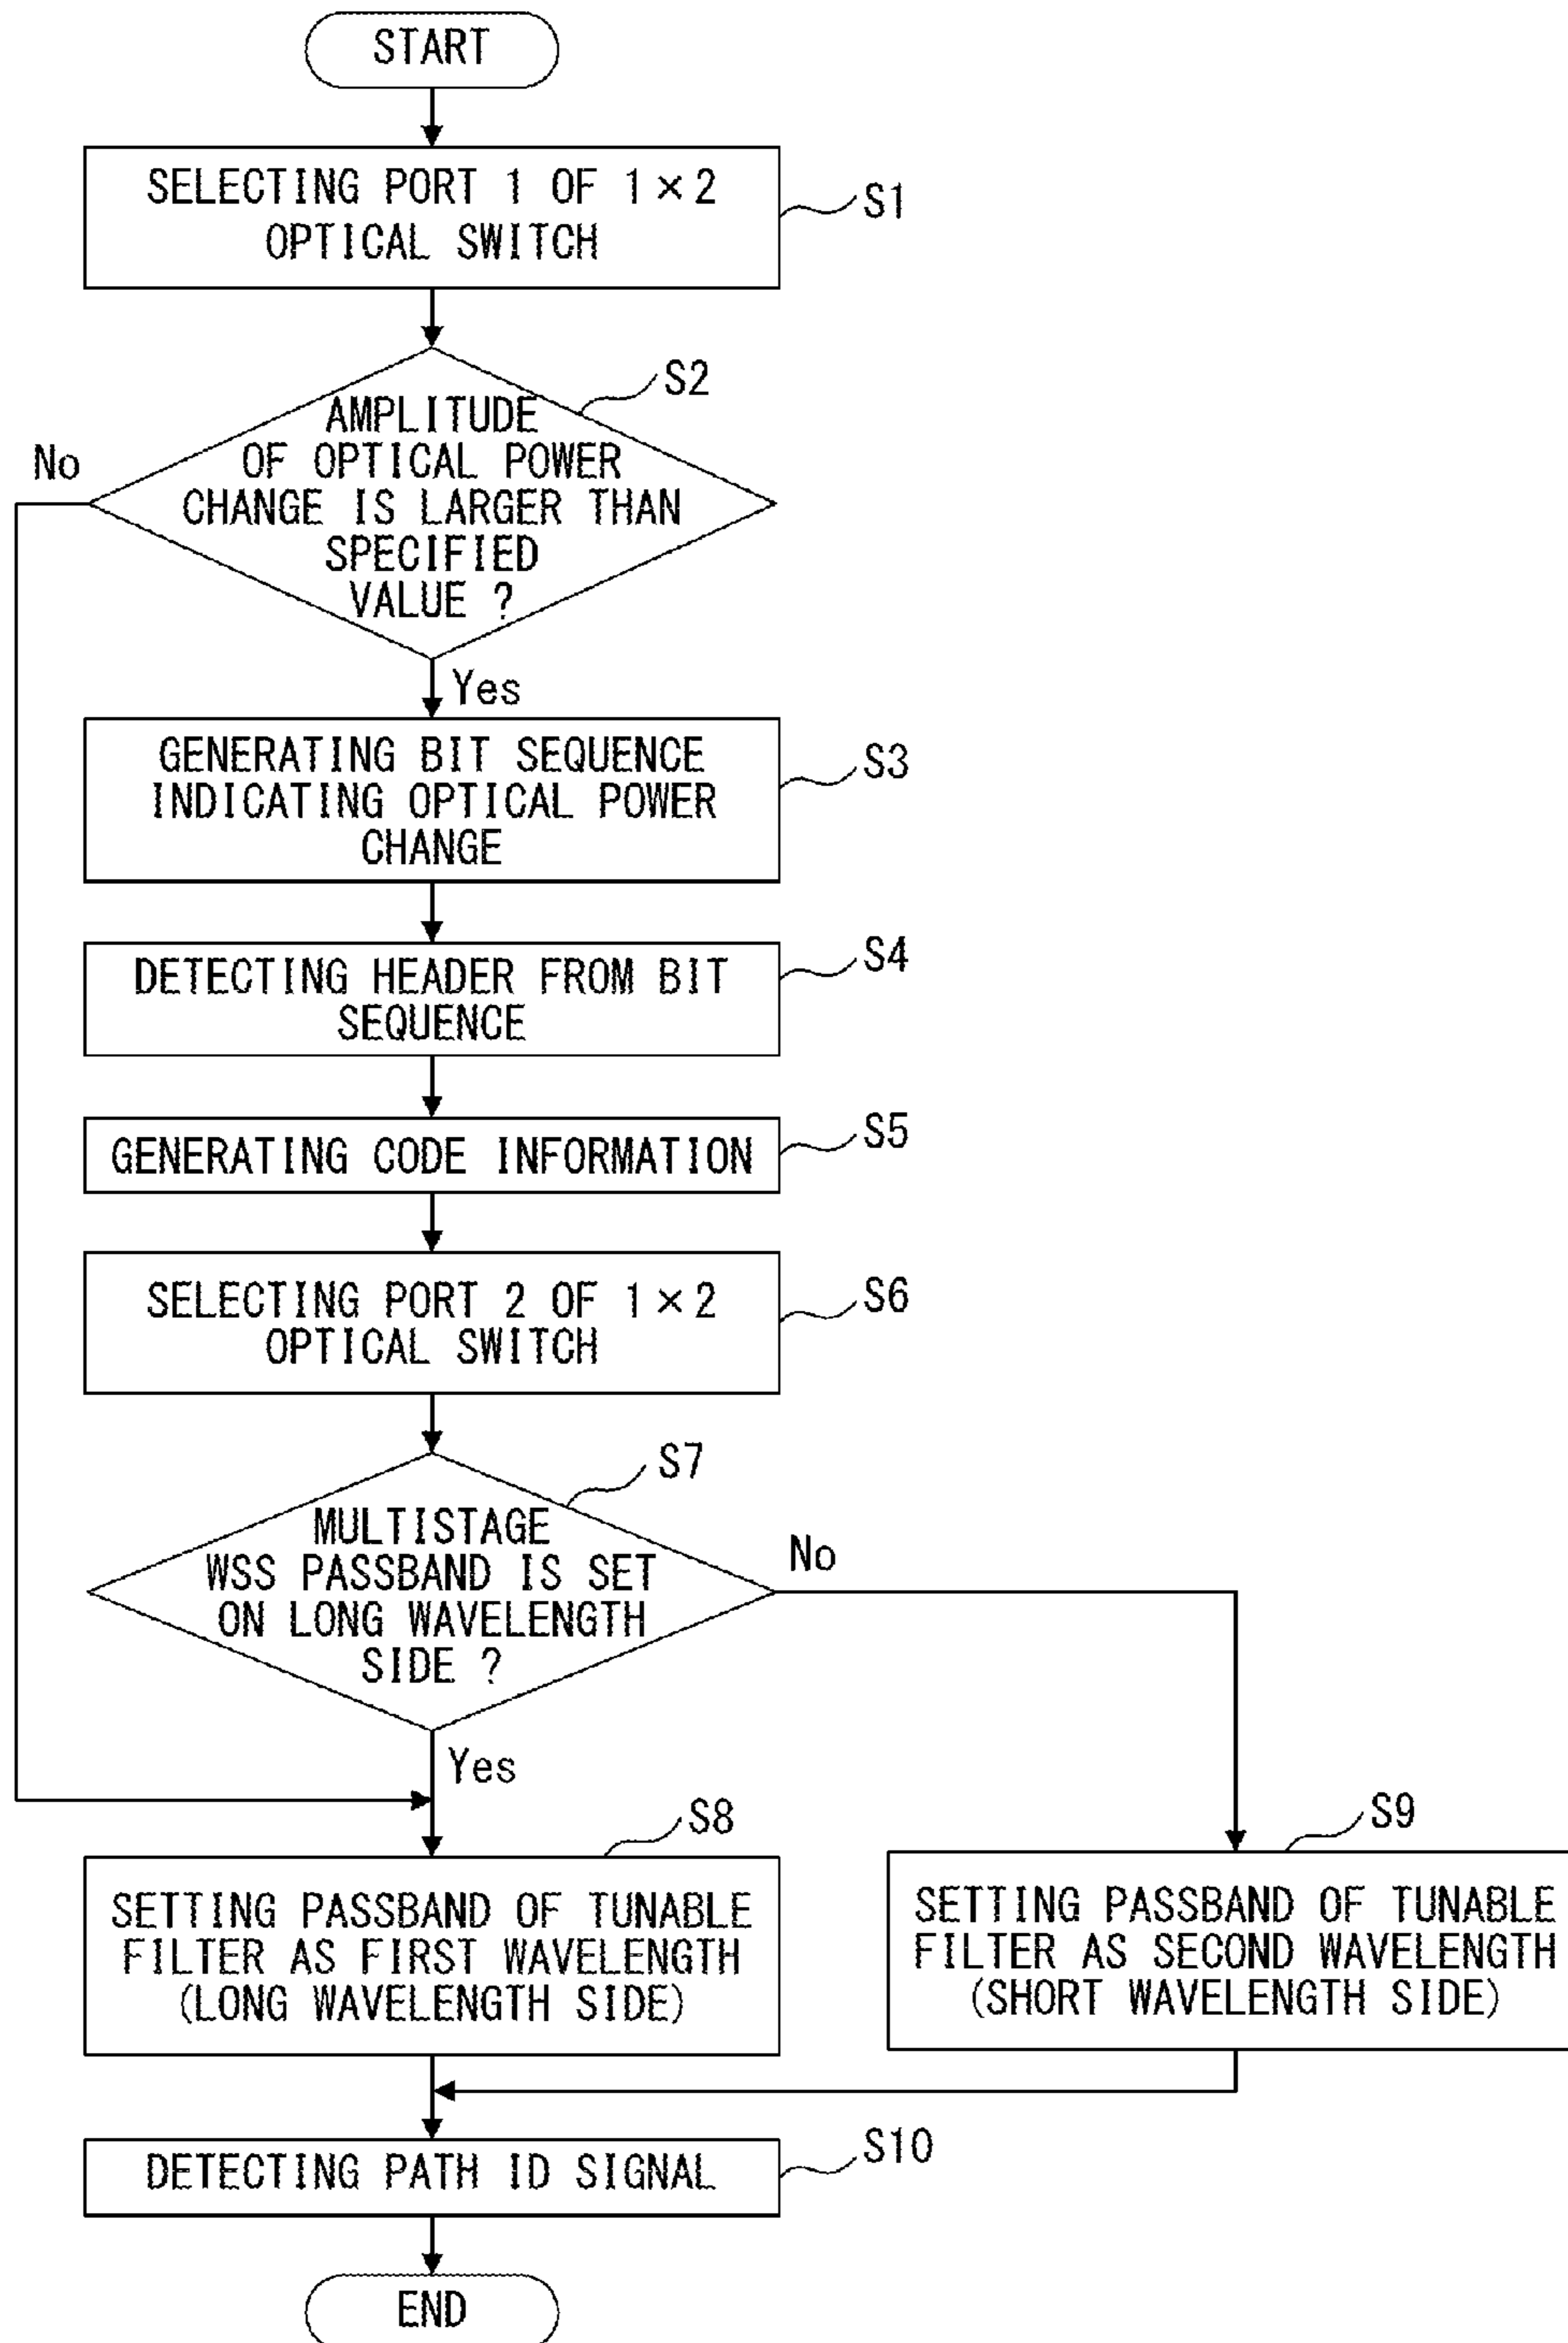 START
SELECTING PORT 1 OF 1×2
OPTICAL SWITCH
S1
S2
AMPLITUDE
OF OPTICAL POWER
CHANGE IS LARGER THAN
SPECIFIED
VALUE ?
No
Yes
GENERATING BIT SEQUENCE
INDICATING OPTICAL POWER
CHANGE
S3
DETECTING HEADER FROM BIT
SEQUENCE
S4
GENERATING CODE INFORMATION
S5
SELECTING PORT 2 OF 1×2
OPTICAL SWITCH
S6
S7
MULTISTAGE
WSS PASSBAND IS SET
ON LONG WAVELENGTH
SIDE ?
No
Yes
S8
SETTING PASSBAND OF TUNABLE
FILTER AS FIRST WAVELENGTH
(LONG WAVELENGTH SIDE)
S9
SETTING PASSBAND OF TUNABLE
FILTER AS SECOND WAVELENGTH
(SHORT WAVELENGTH SIDE)
DETECTING PATH ID SIGNAL
S10
END